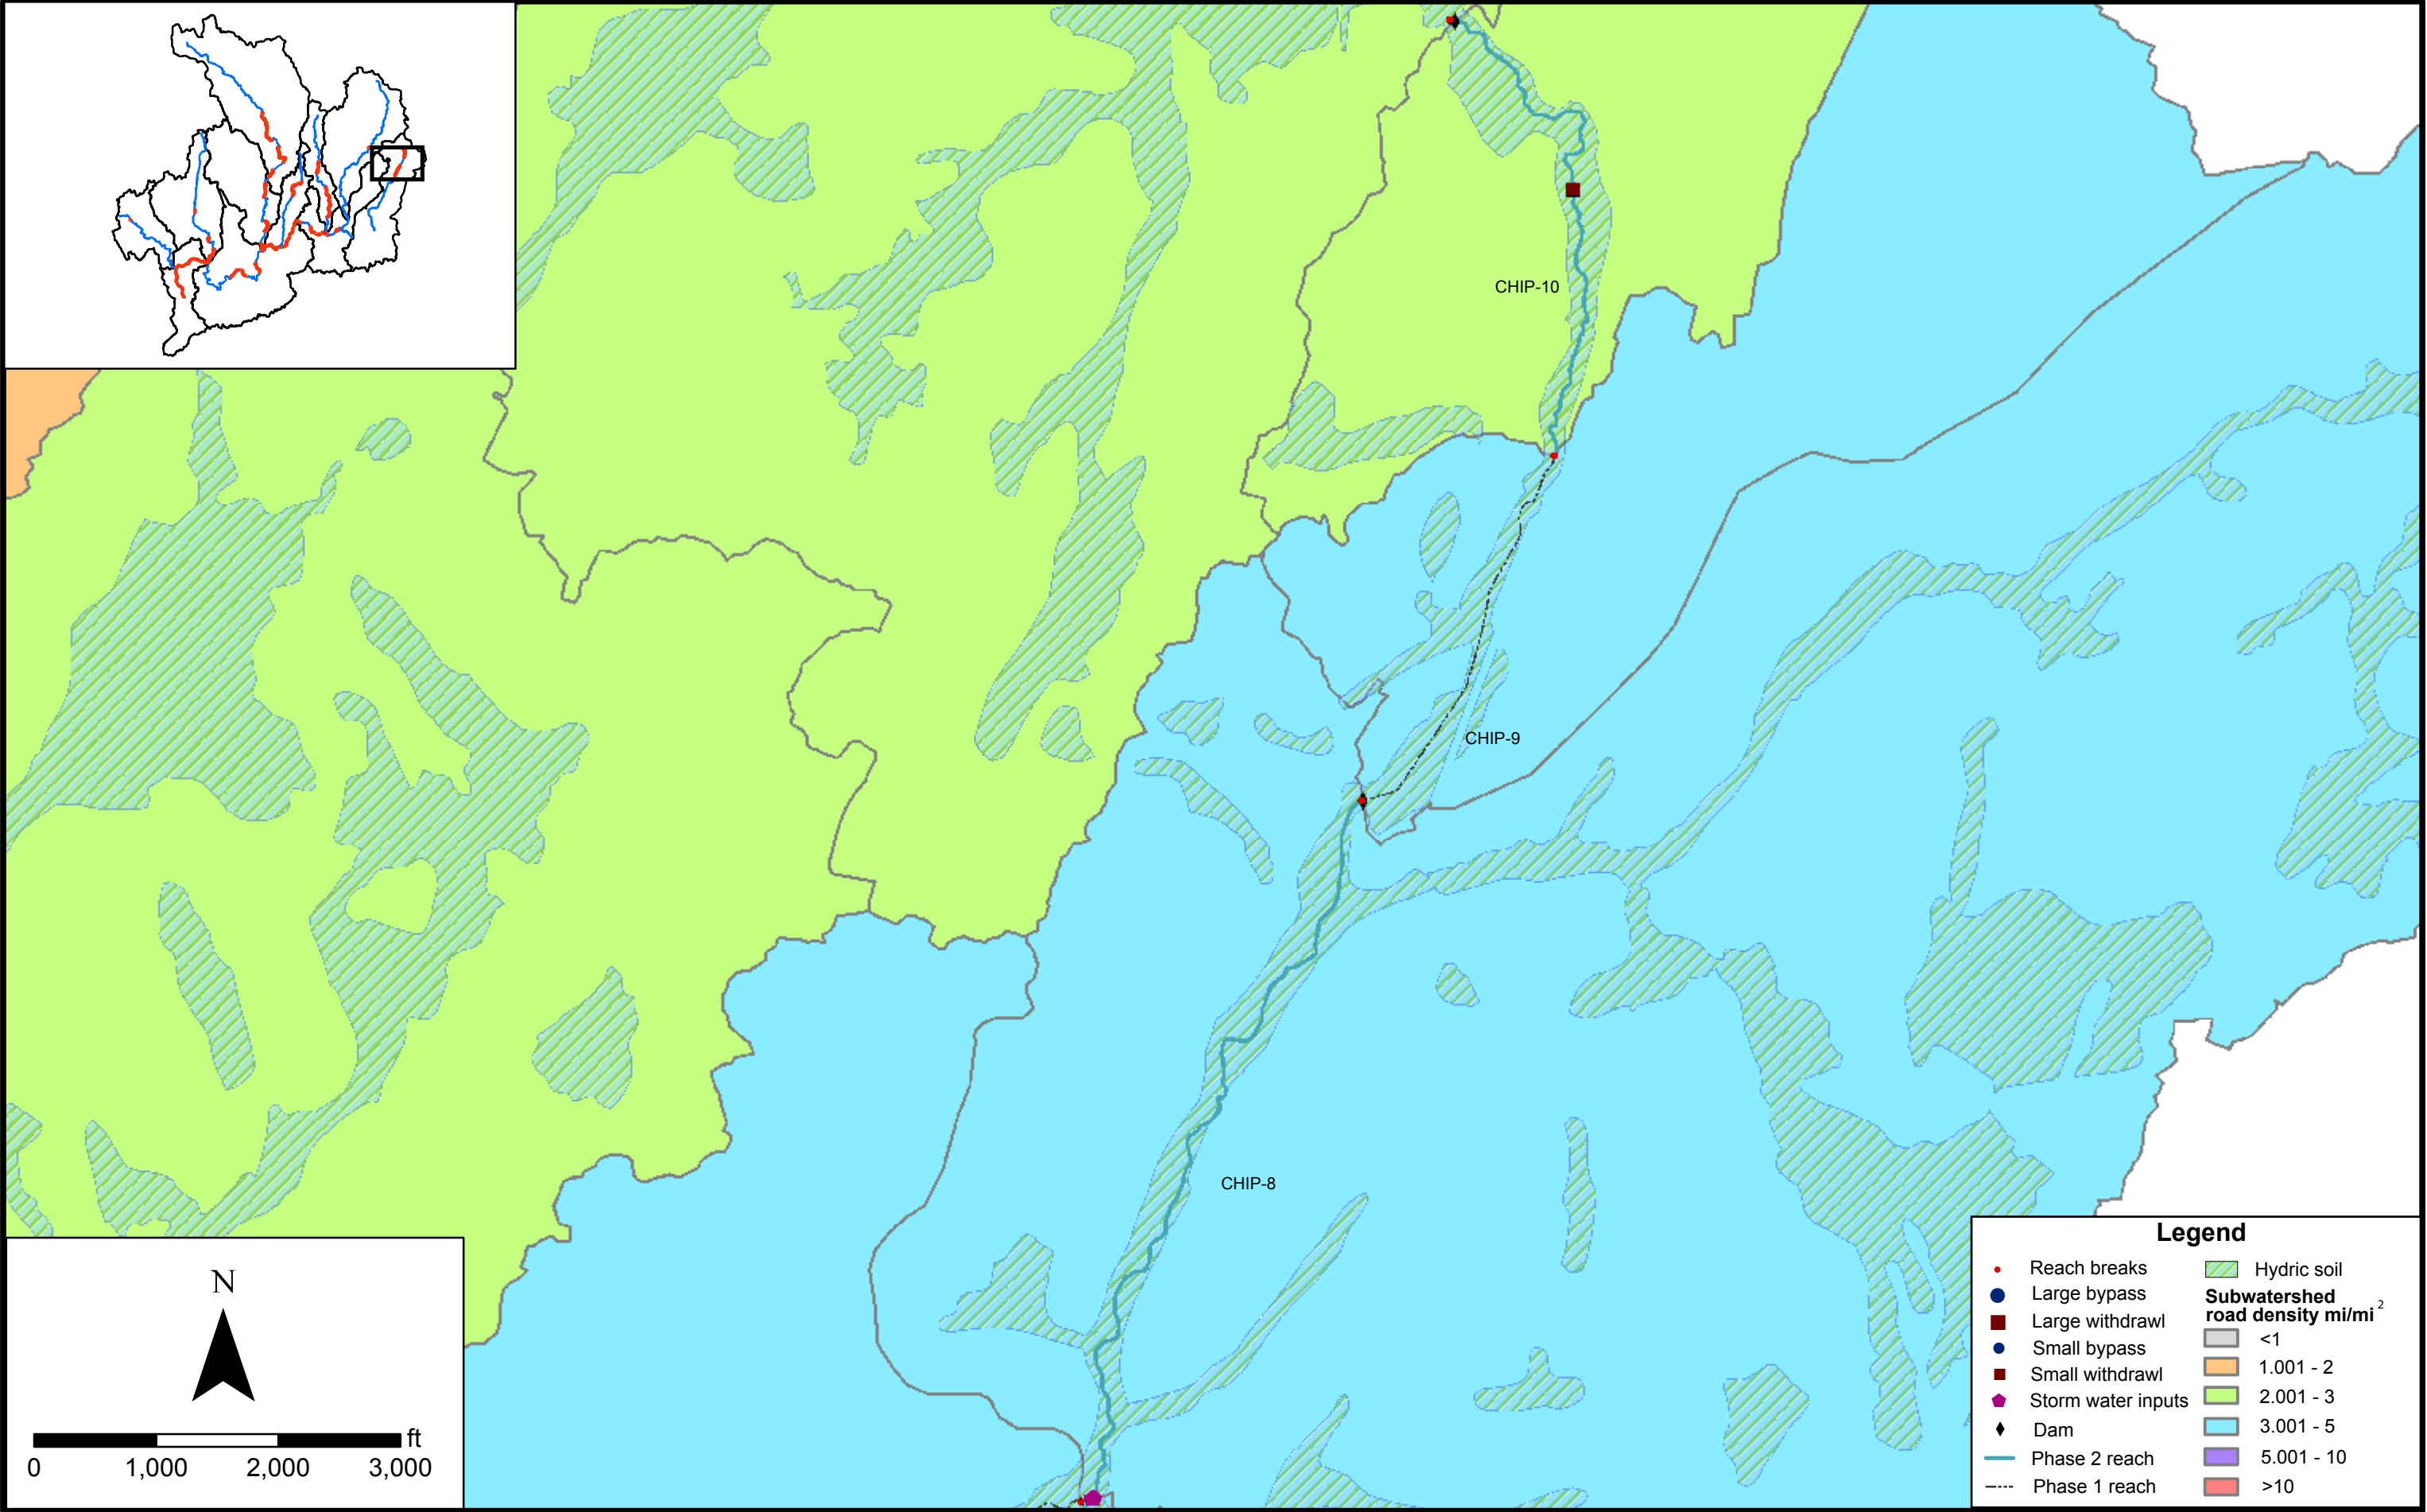 CHIP-10
CHIP-9
CHIP-8
N
ft
0 1,000 2,000 3,000
Legend
Reach breaks
Large bypass
Large withdrawl
Small bypass
Small withdrawl
Storm water inputs
Dam
Phase 2 reach
Phase 1 reach
Hydric soil
Subwatershed
road density mi/mi 2
<1
1.001 - 2
2.001 - 3
3.001 - 5
5.001 - 10
>10